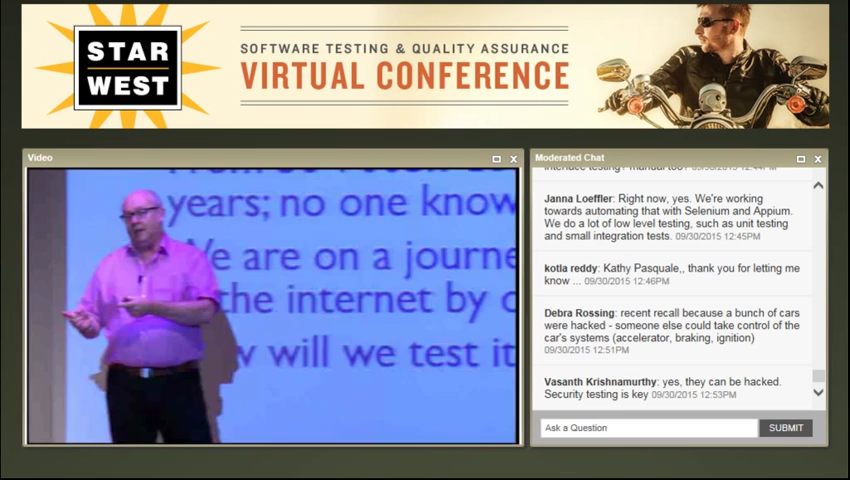 STAR
WEST
SOFTWARE TESTING & QUALITY ASSURANCE
VIRTUAL CONFERENCE
Video
years; no one know
We are on a journe
the internet by
will we test it
Moderated Chat
Janna Loeffler: Right now, yes. We're working
towards automating that with Selenium and Appium.
We do a lot of low level testing, such as unit testing
and small integration tests. 09/30/2015 12:45PM
kotla reddy: Kathy Pasquale,, thank you for letting me
know ... 09/30/2015 12:46PM
Debra Rossing: recent recall because a bunch of cars
were hacked - someone else could take control of the
car's systems (accelerator, braking, ignition)
09/30/2015 12:51PM
Vasanth Krishnamurthy: yes, they can be hacked.
Security testing is key 09/30/2015 12:53PM
Ask a Question
SUBMIT